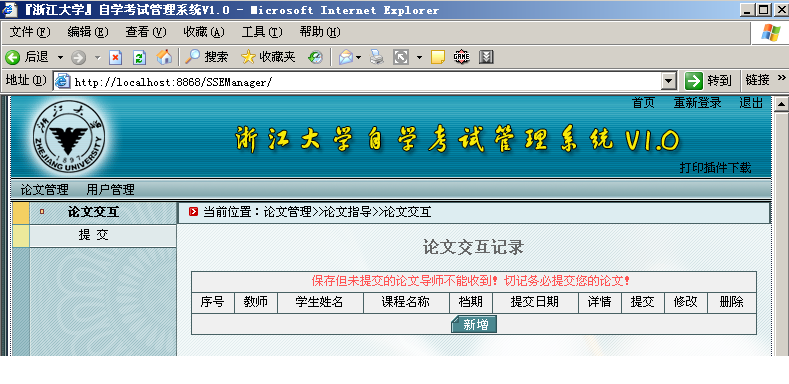 『浙江大学』自学考试管理系统V1.0 - Microsoft Internet Explorer
文件(F) 编辑(E) 查看(V) 收藏(A) 工具(T) 帮助(H)
后退 搜索 收藏夹
地址(D) http://localhost:8868/SSEManager/ 转到 链接 »
首页 重新登录 退出
浙江大学
1897
ZHEJIANG UNIVERSITY
浙江大学自学考试管理系统 V1.0
打印插件下载
论文管理 用户管理
论文交互 当前位置：论文管理>>论文指导>>论文交互
提 交
论文交互记录
保存但未提交的论文导师不能收到！切记务必提交您的论文！
序号 教师 学生姓名 课程名称 档期 提交日期 详情 提交 修改 删除
新增